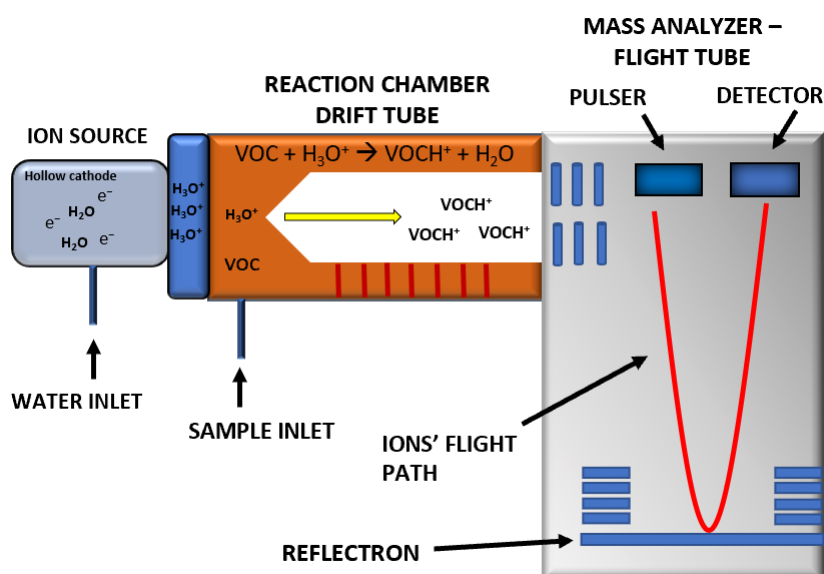 MASS ANALYZER –
FLIGHT TUBE
PULSER
DETECTOR
REACTION CHAMBER
DRIFT TUBE
ION SOURCE
VOC + H₃O⁺ → VOCH⁺ + H₂O
Hollow cathode
e⁻
H₂O
e⁻
H₂O
e⁻
H₃O⁺
H₃O⁺
H₃O⁺
H₃O⁺
VOC
VOCH⁺
VOCH⁺
VOCH⁺
WATER INLET
SAMPLE INLET
IONS’ FLIGHT
PATH
REFLECTRON